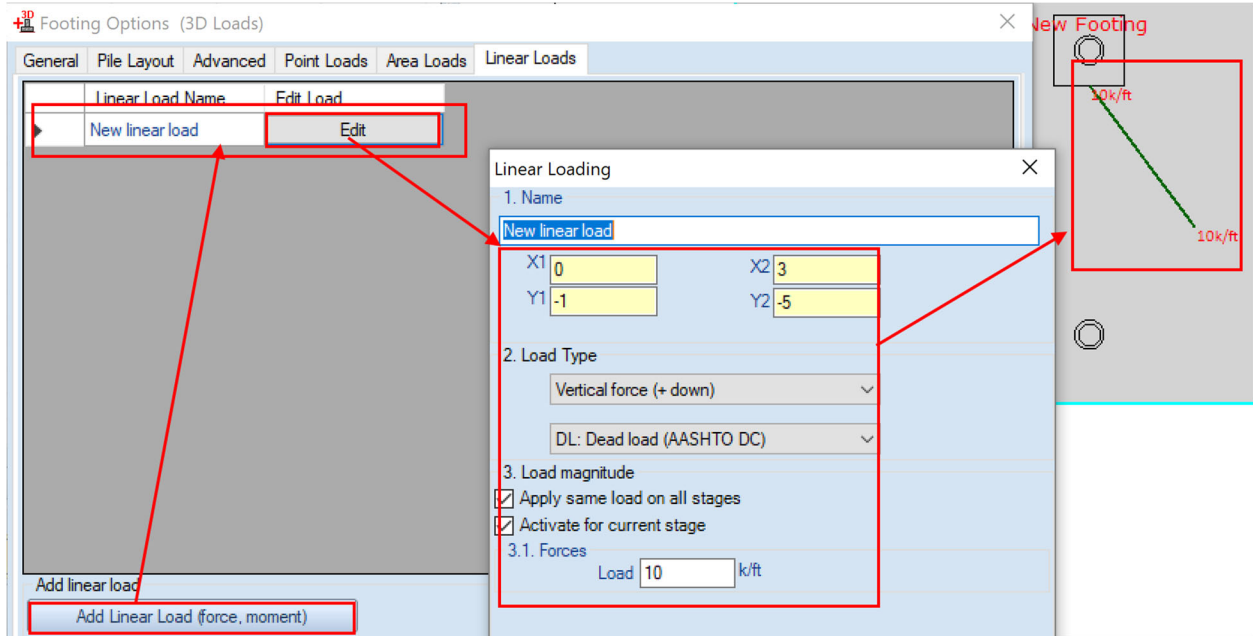 3D
Footing Options (3D Loads)
General Pile Layout Advanced Point Loads Area Loads Linear Loads
Linear Load Name Edit Load
New linear load Edit
Add linear load
Add Linear Load (force, moment)
Linear Loading
1. Name
New linear load
X1 0 X2 3
Y1 -1 Y2 -5
2. Load Type
Vertical force (+ down)
DL: Dead load (AASHTO DC)
3. Load magnitude
Apply same load on all stages
Activate for current stage
3.1. Forces
Load 10 k/ft
New Footing
10k/ft
10k/ft